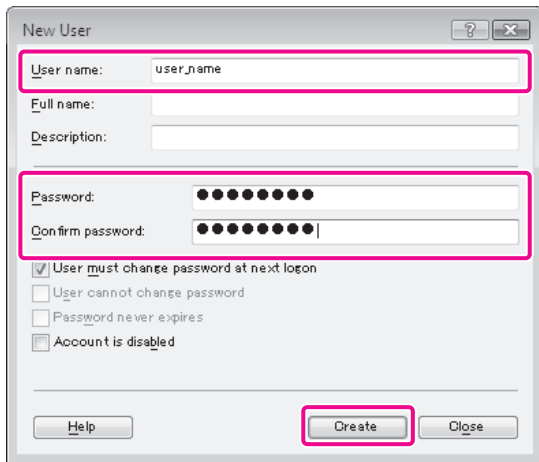 New User
User name: user_name
Full name:
Description:
Password: ●●●●●●●●
Confirm password: ●●●●●●●●
User must change password at next logon
User cannot change password
Password never expires
Account is disabled
Help Create Close